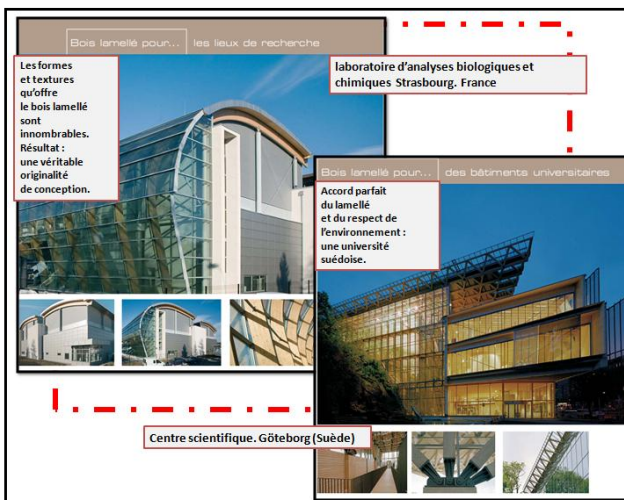 Bois lamellé pour... les lieux de recherche
Les formes
et textures
qu'offre
le bois lamellé
sont
innombrables.
Résultat :
une véritable
originalité
de conception.
laboratoire d'analyses biologiques et
chimiques Strasbourg. France
Bois lamellé pour... des bâtiments universitaires
Accord parfait
du lamellé
et du respect de
l'environnement :
une université
suédoise.
Centre scientifique. Göteborg (Suède)